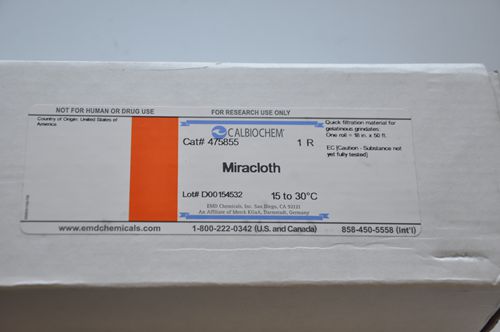 NOT FOR HUMAN OR DRUG USE
FOR RESEARCH USE ONLY
Country of Origin: United States of
America
CALBIOCHEM®
Cat# 475855
1 R
Miracloth
Lot# D00154532
15 to 30°C
EMD Chemicals, Inc. San Diego, CA 92121
An Affiliate of Merck KGaA, Darmstadt, Germany
Quick filtration material for
gelatinous grindates.
One roll = 18 in. x 50 ft.
EC [Caution - Substance not
yet fully tested]
www.emdchemicals.com
1-800-222-0342 (U.S. and Canada)
858-450-5558 (Int'l)